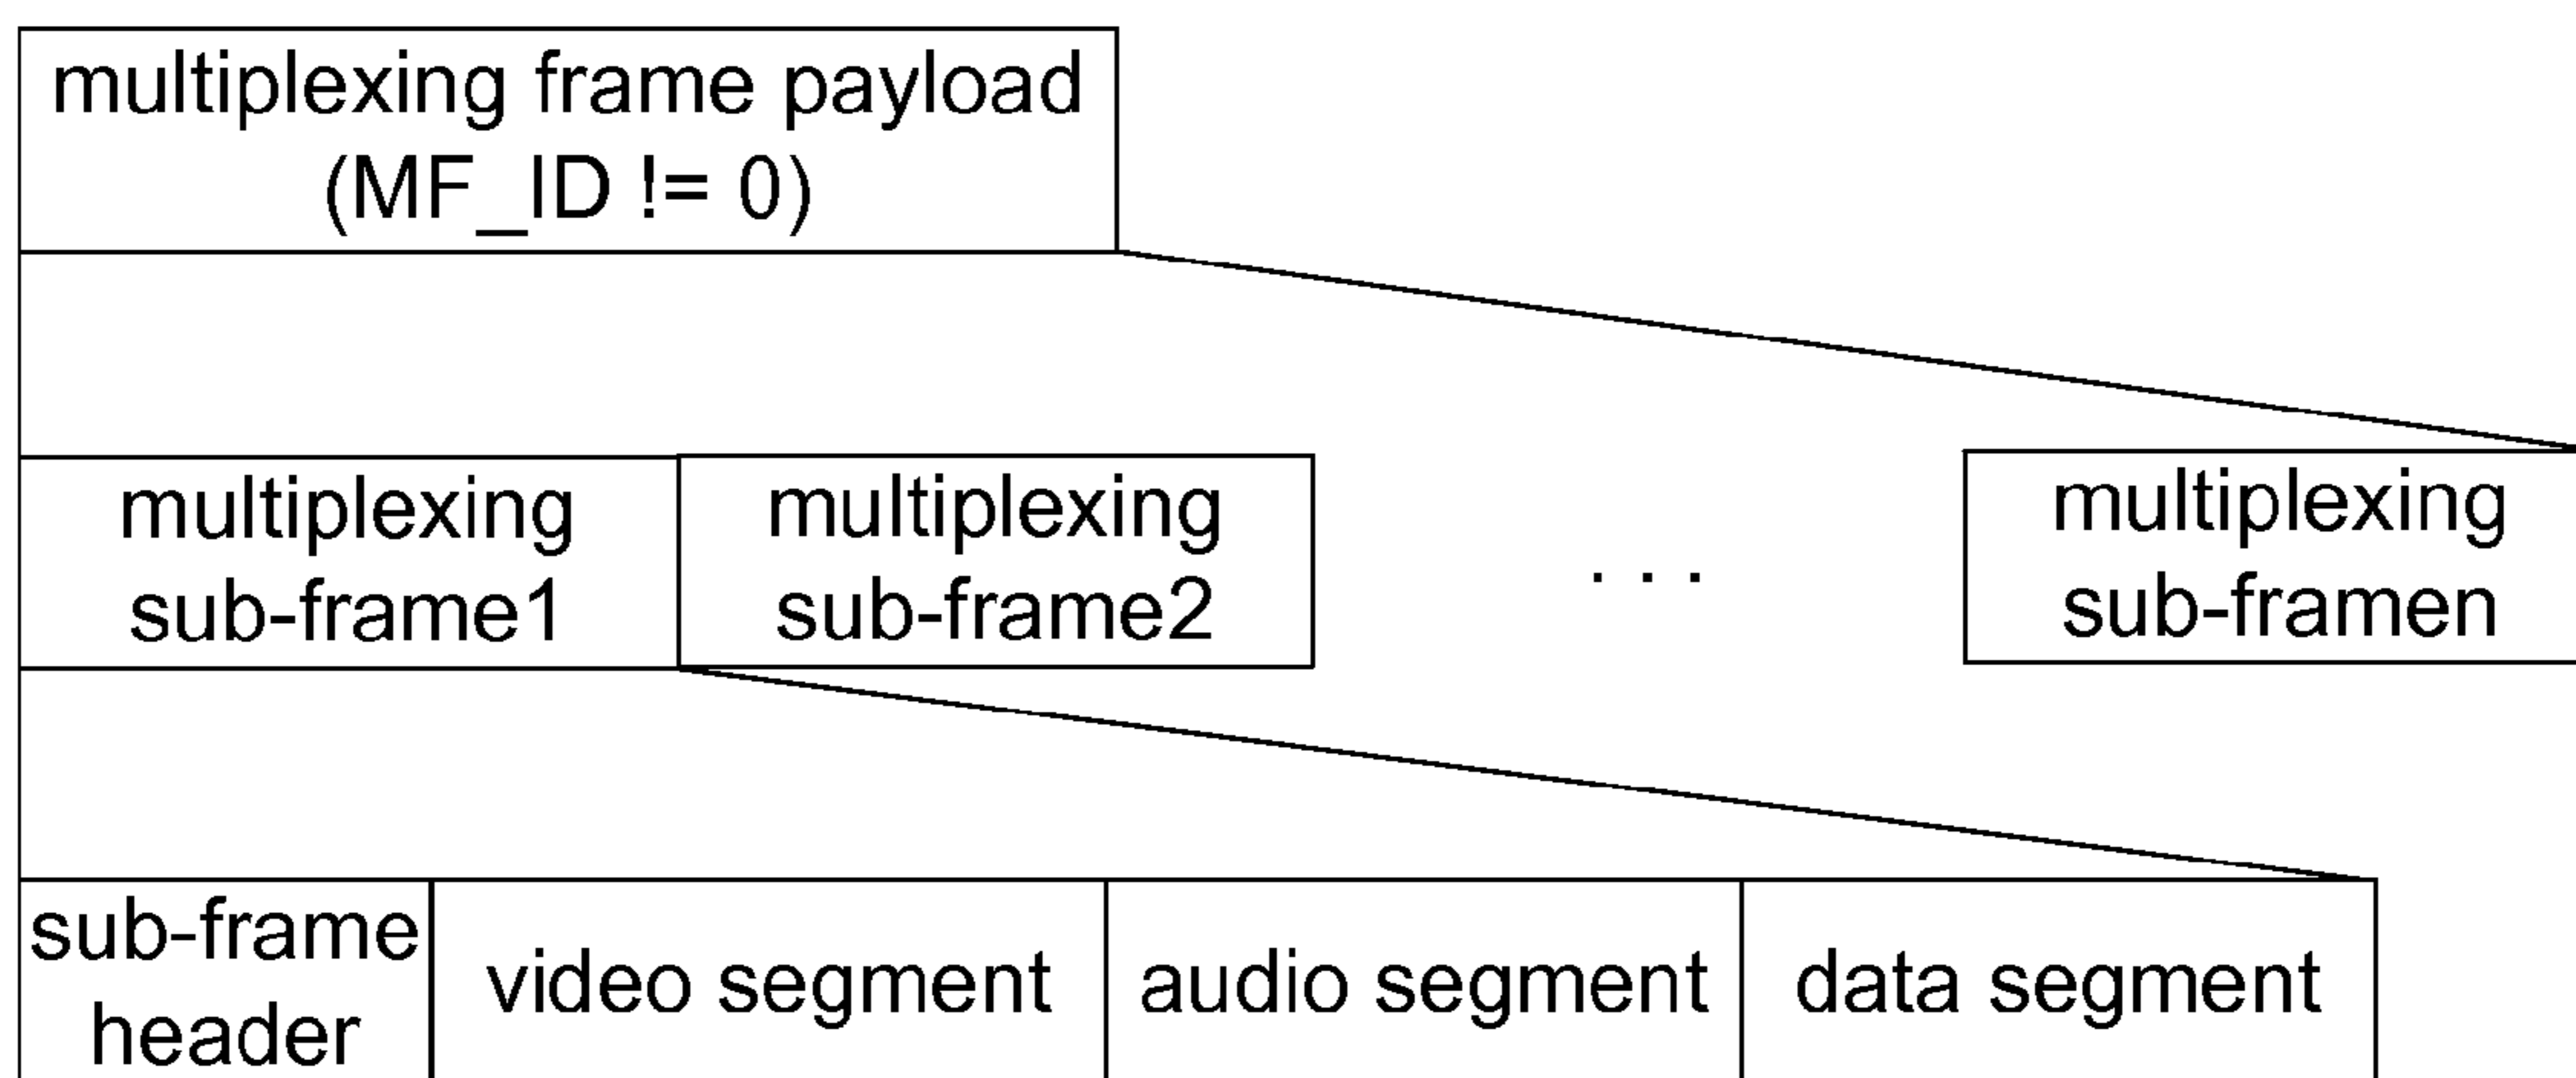 multiplexing frame payload
(MF_ID != 0)
multiplexing
sub-frame1
multiplexing
sub-frame2
. . .
multiplexing
sub-framen
sub-frame
header
video segment
audio segment
data segment